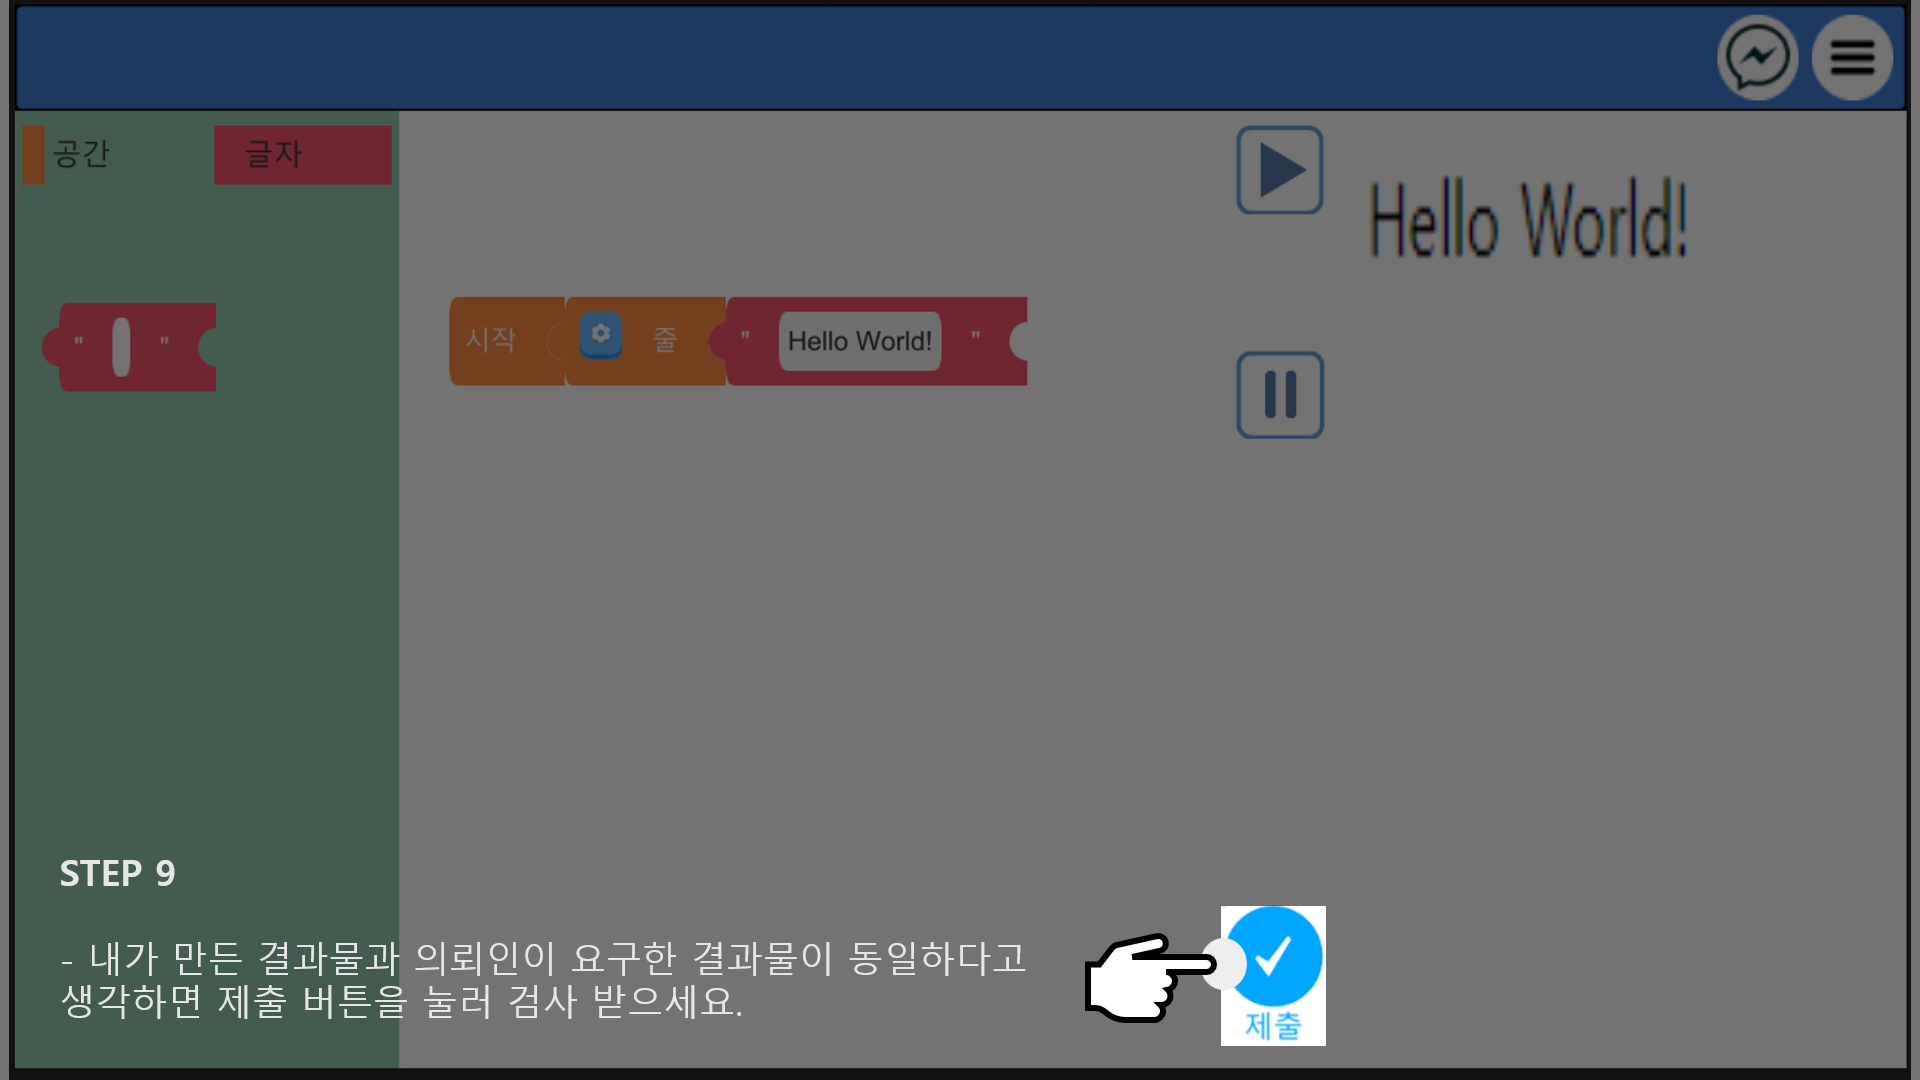 공간
글자
Hello World!
" "
시작 줄 " Hello World! "
STEP 9
- 내가 만든 결과물과 의뢰인이 요구한 결과물이 동일하다고
생각하면 제출 버튼을 눌러 검사 받으세요.
제출